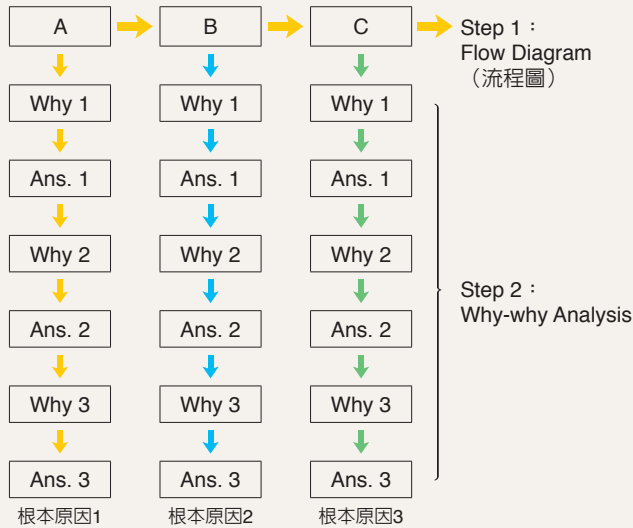 A
B
C
Step 1：
Flow Diagram
（流程圖）
Why 1
Why 1
Why 1
Ans. 1
Ans. 1
Ans. 1
Why 2
Why 2
Why 2
Step 2：
Why-why Analysis
Ans. 2
Ans. 2
Ans. 2
Why 3
Why 3
Why 3
Ans. 3
Ans. 3
Ans. 3
根本原因1
根本原因2
根本原因3